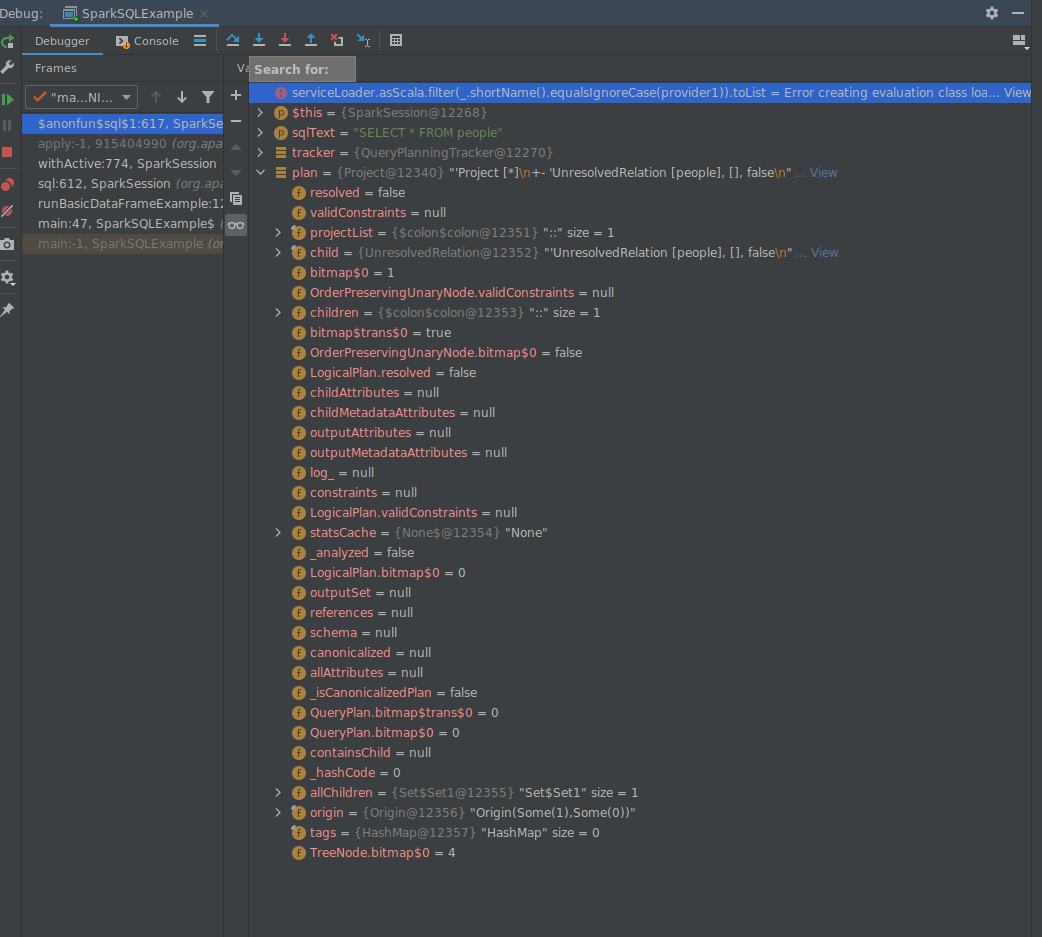 Debug: SparkSQLExample
Debugger Console
Frames Va Search for:
"ma...NI...
$anonfun$sql$1:617, SparkSe
apply:-1, 915404990 (org.apa
withActive:774, SparkSession
sql:612, SparkSession (org.apa
runBasicDataFrameExample:12
main:47, SparkSQLExample$ (
main:-1, SparkSQLExample (or
serviceLoader.asScala.filter(_.shortName().equalsIgnoreCase(provider1)).toList = Error creating evaluation class loa... View
$this = {SparkSession@12268}
sqlText = "SELECT * FROM people"
tracker = {QueryPlanningTracker@12270}
plan = {Project@12340} "'Project [*]\n+- 'UnresolvedRelation [people], [], false\n" ... View
resolved = false
validConstraints = null
projectList = {$colon$colon@12351} "::" size = 1
child = {UnresolvedRelation@12352} "'UnresolvedRelation [people], [], false\n" ... View
bitmap$0 = 1
OrderPreservingUnaryNode.validConstraints = null
children = {$colon$colon@12353} "::" size = 1
bitmap$trans$0 = true
OrderPreservingUnaryNode.bitmap$0 = false
LogicalPlan.resolved = false
childAttributes = null
childMetadataAttributes = null
outputAttributes = null
outputMetadataAttributes = null
log_ = null
constraints = null
LogicalPlan.validConstraints = null
statsCache = {None$@12354} "None"
_analyzed = false
LogicalPlan.bitmap$0 = 0
outputSet = null
references = null
schema = null
canonicalized = null
allAttributes = null
_isCanonicalizedPlan = false
QueryPlan.bitmap$trans$0 = 0
QueryPlan.bitmap$0 = 0
containsChild = null
_hashCode = 0
allChildren = {Set$Set1@12355} "Set$Set1" size = 1
origin = {Origin@12356} "Origin(Some(1),Some(0))"
tags = {HashMap@12357} "HashMap" size = 0
TreeNode.bitmap$0 = 4